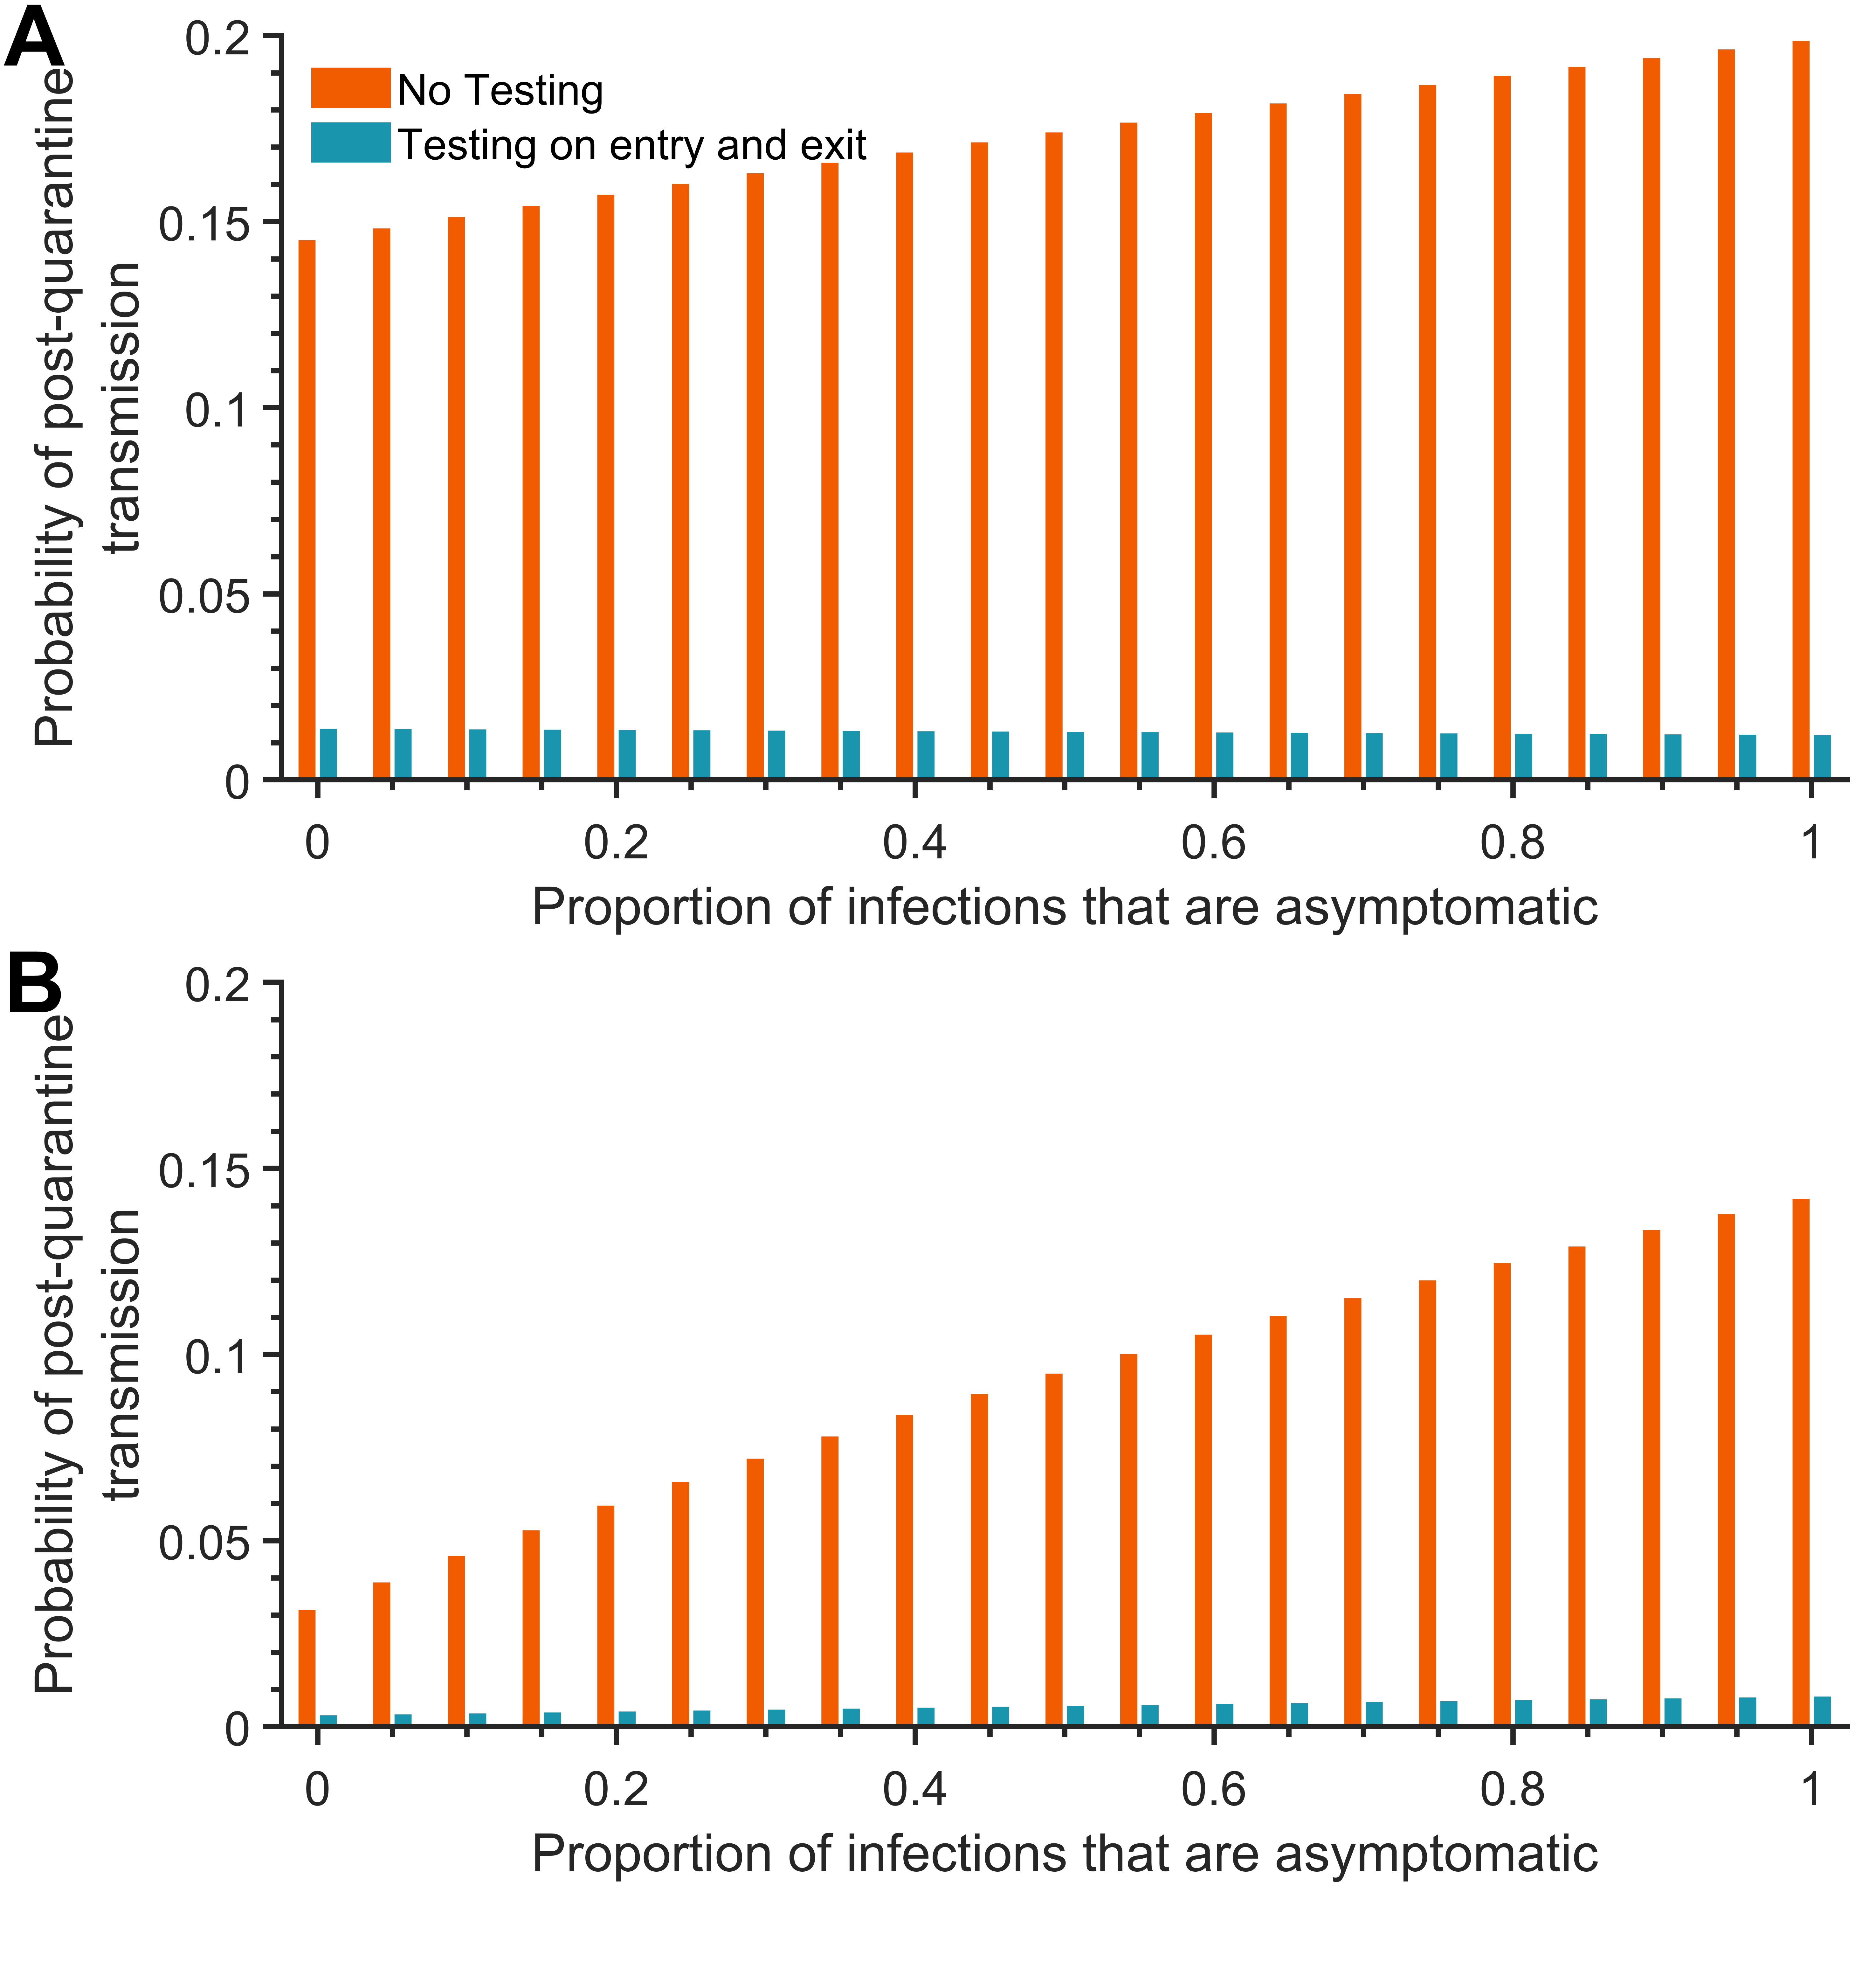 A
Probability of post-quarantine
transmission
0.2
0.15
0.1
0.05
0
No Testing
Testing on entry and exit
0
0.2
0.4
0.6
0.8
1
Proportion of infections that are asymptomatic
B
Probability of post-quarantine
transmission
0.2
0.15
0.1
0.05
0
0
0.2
0.4
0.6
0.8
1
Proportion of infections that are asymptomatic